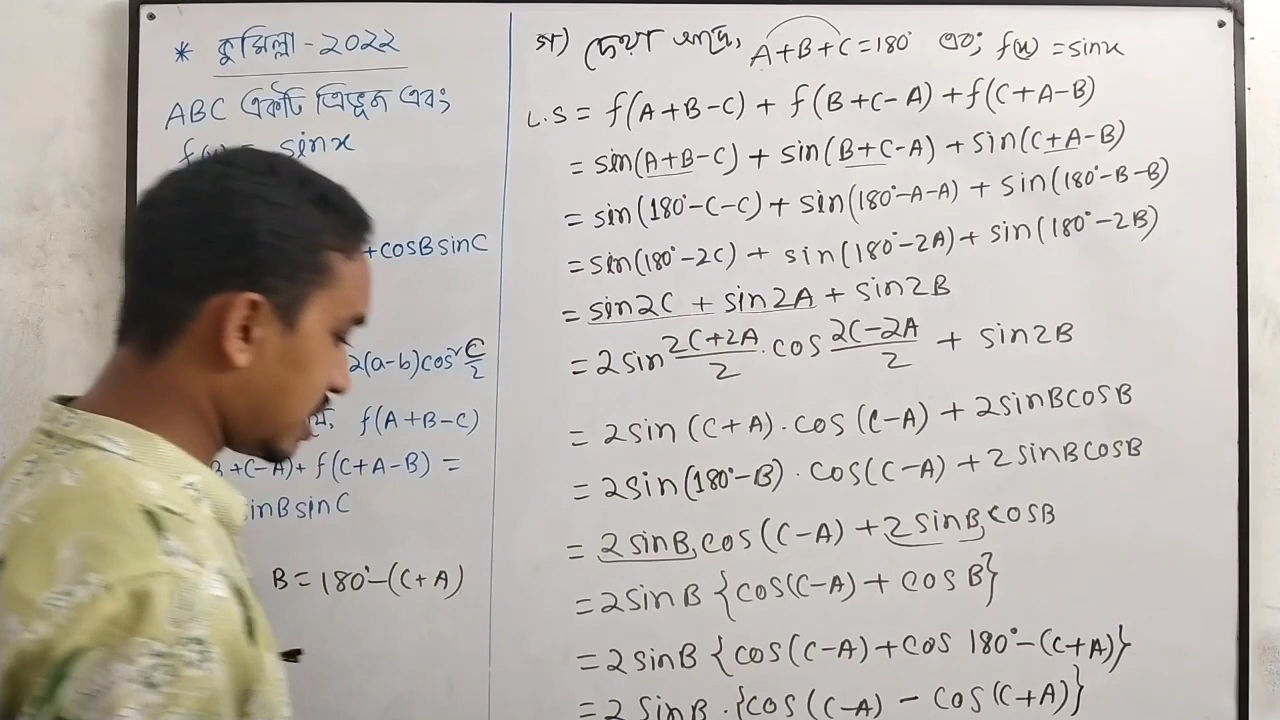 * কুমিল্লা - ২০২২
ABC একটি ত্রিভুজ এবং
f(x) = sinx
+cosBsinC
2(a-b)cos²C/2
যে, f(A+B-C)
B+C-A)+f(C+A-B) =
sinBsinC
B=180°-(C+A)
গ) দেওয়া আছে, A+B+C=180° এবং f(x)=sinx
L.S = f(A+B-C) + f(B+C-A)+f(C+A-B)
= sin(A+B-C) + sin(B+C-A)+sin(C+A-B)
= sin(180°-C-C)+sin(180°-A-A) + sin(180°-B-B)
=sin(180°-2C) + sin(180°-2A)+sin(180°-2B)
= sin2C + sin2A + sin2B
=2sin 2C+2A/2 . cos 2C-2A/2 + sin2B
= 2sin (C+A).cos (C-A) + 2sinBcosB
= 2sin(180°-B) . cos(C-A) + 2sinBcosB
= 2sinB.cos(C-A) + 2sinB.cosB
=2sinB {cos(C-A) + cosB}
=2sinB {cos(C-A)+cos 180°-(C+A)}
=2sinB.{cos(C-A) - cos(C+A)}